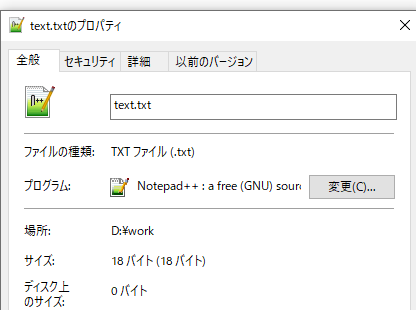 text.txtのプロパティ
全般 セキュリティ 詳細 以前のバージョン
text.txt
ファイルの種類: TXT ファイル (.txt)
プログラム: Notepad++ : a free (GNU) sour 変更(C)...
場所: D:¥work
サイズ: 18 バイト (18 バイト)
ディスク上
のサイズ: 0 バイト